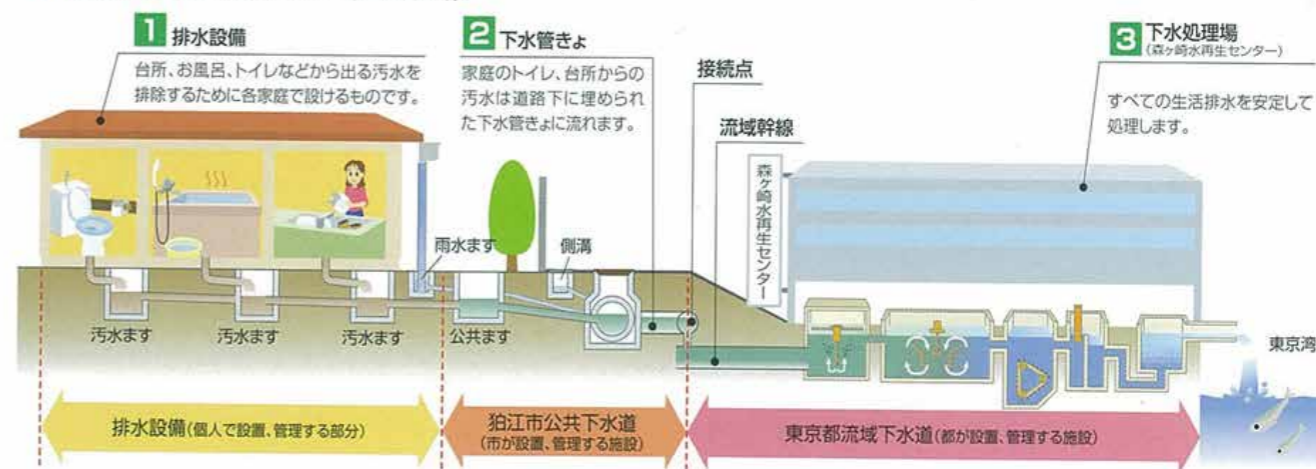 1 排水設備
台所、お風呂、トイレなどから出る汚水を
排除するために各家庭で設けるものです。
2 下水管きょ
家庭のトイレ、台所からの
汚水は道路下に埋められ
た下水管きょに流れます。
接続点
流域幹線
3 下水処理場
(森ヶ崎水再生センター)
すべての生活排水を安定して
処理します。
森ヶ崎水再生センター
雨水ます
側溝
汚水ます
汚水ます
汚水ます
公共ます
東京湾
排水設備(個人で設置、管理する部分)
狛江市公共下水道
(市が設置、管理する施設)
東京都流域下水道(都が設置、管理する施設)